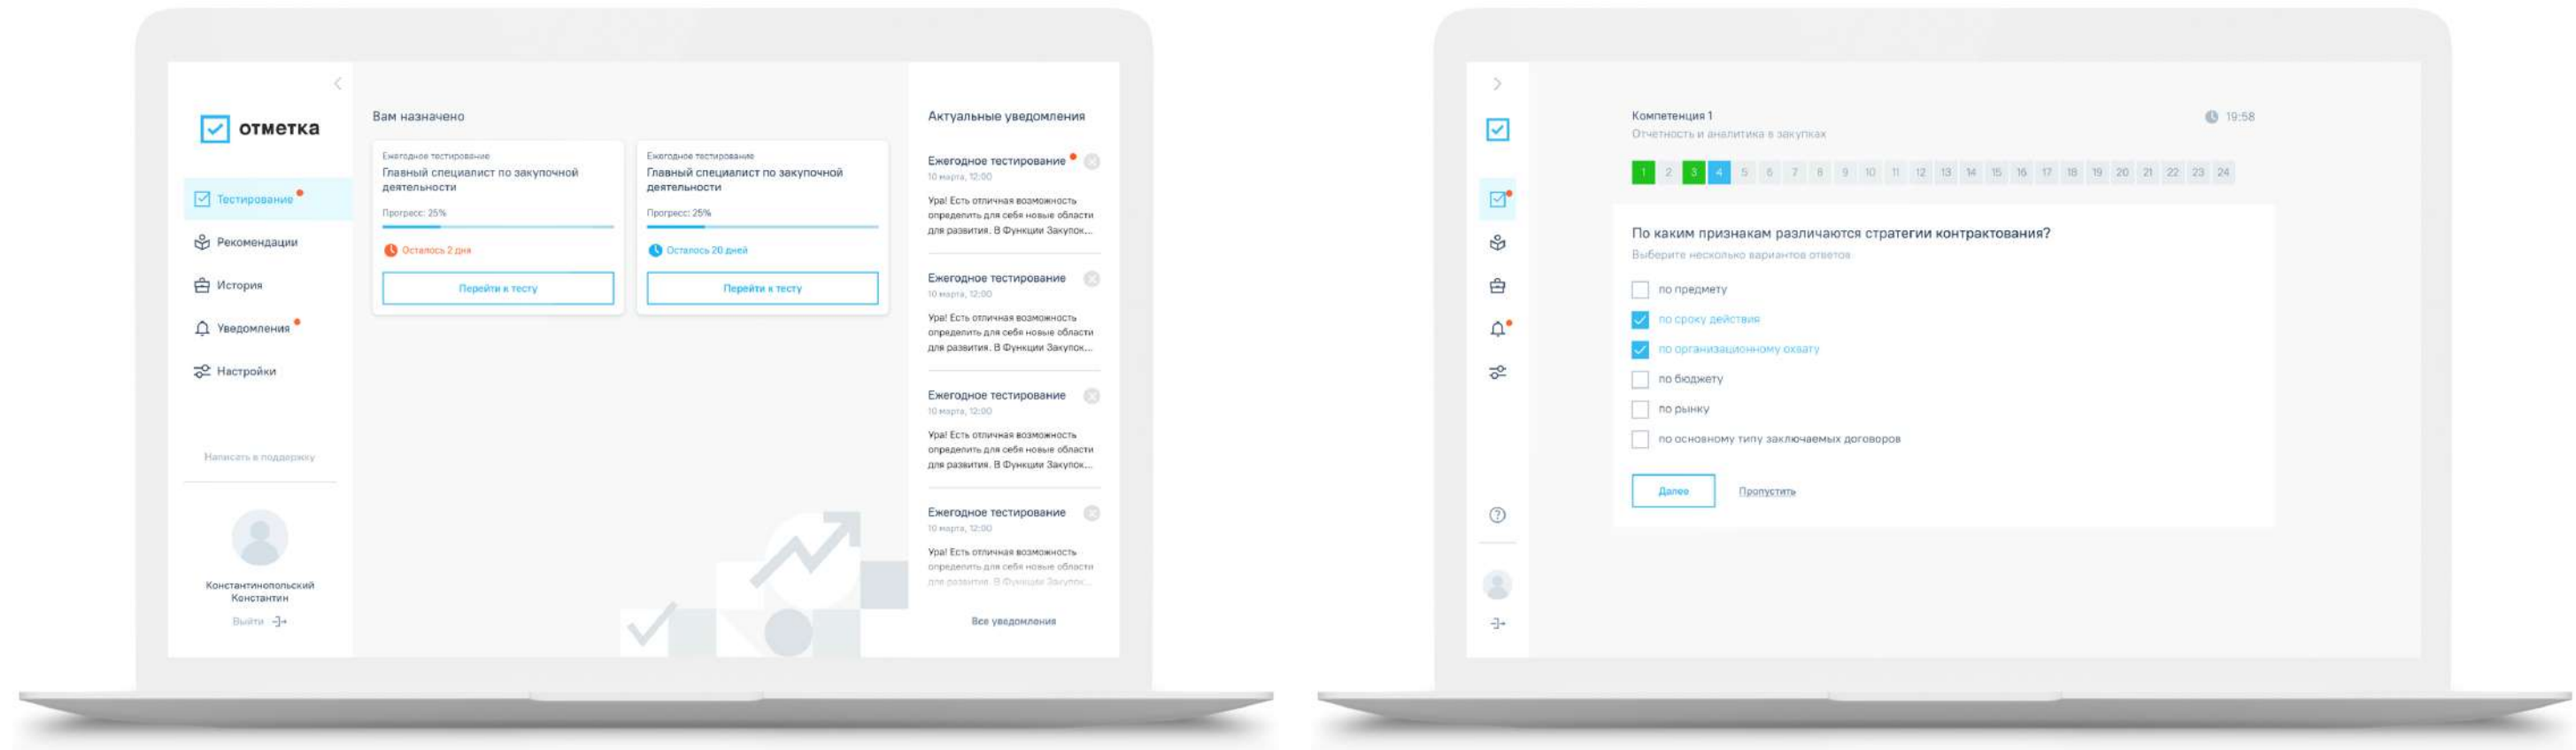 отметка
Тестирование
Рекомендации
История
Уведомления
Настройки
Написать в поддержку
Константинопольский
Константин
Выйти
Вам назначено
Ежегодное тестирование
Главный специалист по закупочной
деятельности
Прогресс: 25%
Осталось 2 дня
Перейти к тесту
Ежегодное тестирование
Главный специалист по закупочной
деятельности
Прогресс: 25%
Осталось 20 дней
Перейти к тесту
Актуальные уведомления
Ежегодное тестирование
10 марта, 12:00
Ура! Есть отличная возможность
определить для себя новые области
для развития. В Функции Закупок...
Ежегодное тестирование
10 марта, 12:00
Ура! Есть отличная возможность
определить для себя новые области
для развития. В Функции Закупок...
Ежегодное тестирование
10 марта, 12:00
Ура! Есть отличная возможность
определить для себя новые области
для развития. В Функции Закупок...
Ежегодное тестирование
10 марта, 12:00
Ура! Есть отличная возможность
определить для себя новые области
для развития. В Функции Закупок...
Все уведомления
Компетенция 1
19:58
Отчетность и аналитика в закупках
1 2 3 4 5 6 7 8 9 10 11 12 13 14 15 16 17 18 19 20 21 22 23 24
По каким признакам различаются стратегии контрактования?
Выберите несколько вариантов ответов
по предмету
по сроку действия
по организационному охвату
по бюджету
по рынку
по основному типу заключаемых договоров
Далее Пропустить